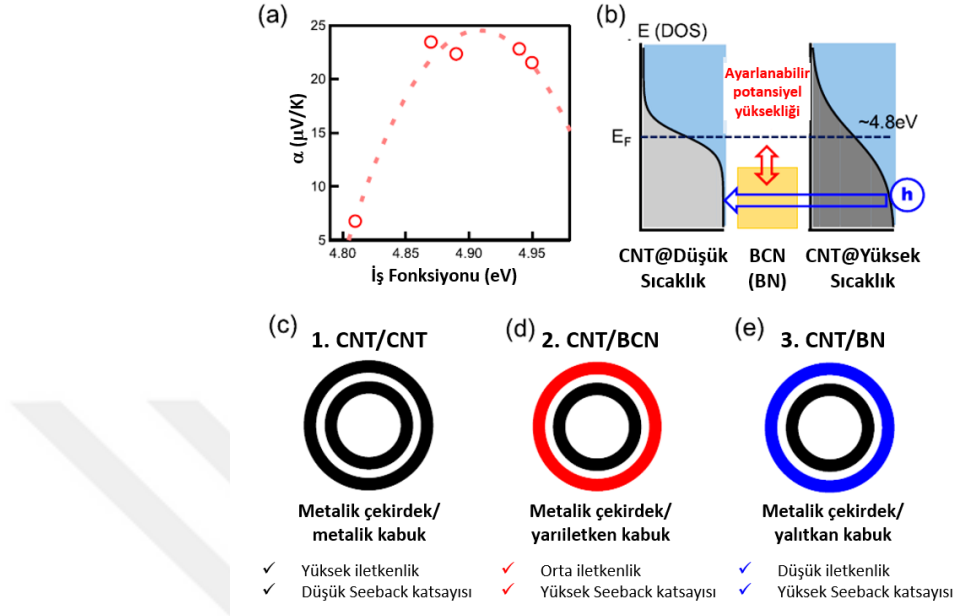 (a)
25
20
15
10
5
α (µV/K)
4.80 4.85 4.90 4.95
İş Fonksiyonu (eV)
(b)
E (DOS)
Ayarlanabilir
potansiyel
yüksekliği
~4.8eV
E_F
h
CNT@Düşük
Sıcaklık
BCN
(BN)
CNT@Yüksek
Sıcaklık
(c)
1. CNT/CNT
Metalik çekirdek/
metalik kabuk
✓ Yüksek iletkenlik
✓ Düşük Seeback katsayısı
(d)
2. CNT/BCN
Metalik çekirdek/
yarıiletken kabuk
✓ Orta iletkenlik
✓ Yüksek Seeback katsayısı
(e)
3. CNT/BN
Metalik çekirdek/
yalıtkan kabuk
✓ Düşük iletkenlik
✓ Yüksek Seeback katsayısı